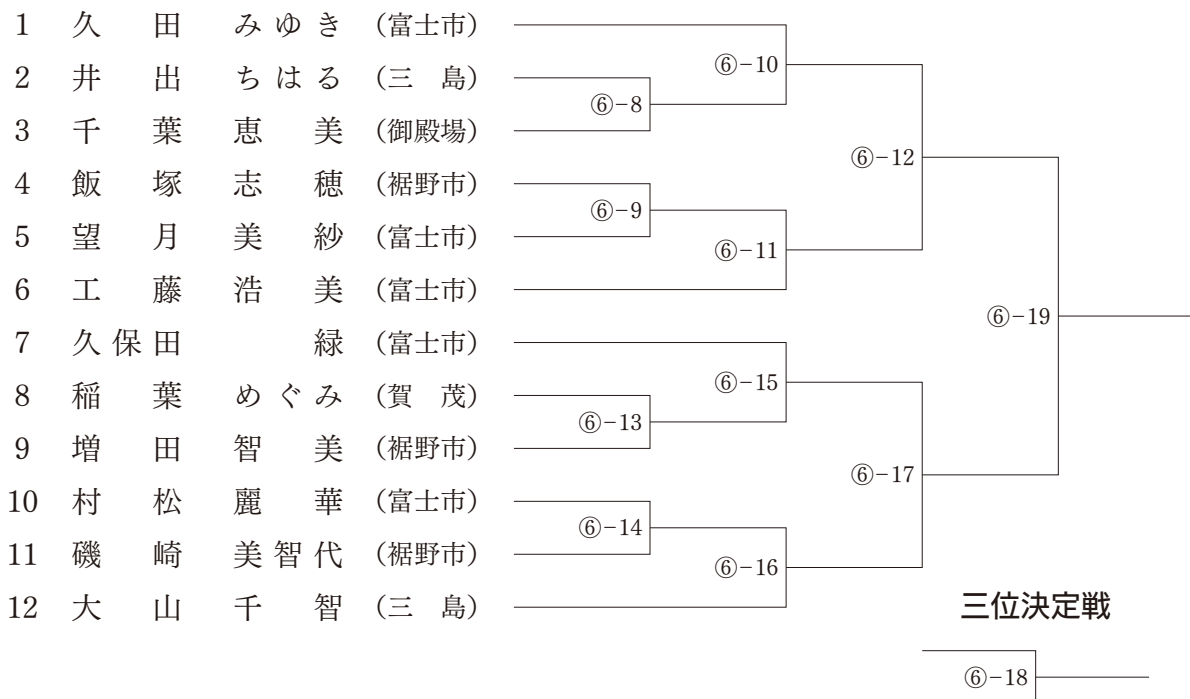 1 久田 みゆき (富士市)
⑥-10
2 井出 ちはる (三島)
⑥-8
3 千葉 恵美 (御殿場)
⑥-12
4 飯塚 志穂 (裾野市)
⑥-9
5 望月 美紗 (富士市)
⑥-11
6 工藤 浩美 (富士市)
⑥-19
7 久保田 緑 (富士市)
⑥-15
8 稲葉 めぐみ (賀茂)
⑥-13
9 増田 智美 (裾野市)
⑥-17
10 村松 麗華 (富士市)
⑥-14
11 磯崎 美智代 (裾野市)
⑥-16
12 大山 千智 (三島)
三位決定戦
⑥-18